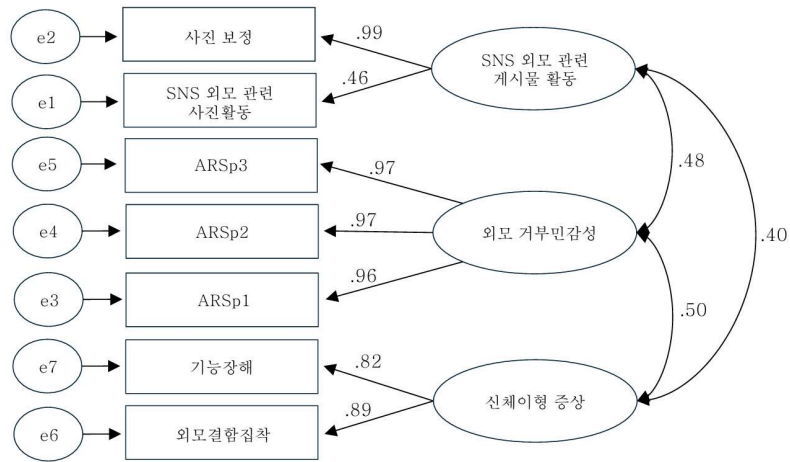 e2
사진 보정
.99
SNS 외모 관련
게시물 활동
e1
SNS 외모 관련
사진활동
.46
e5
ARSp3
.97
.48
e4
ARSp2
.97
외모 거부민감성
.40
e3
ARSp1
.96
.50
e7
기능장해
.82
신체이형 증상
e6
외모결함집착
.89